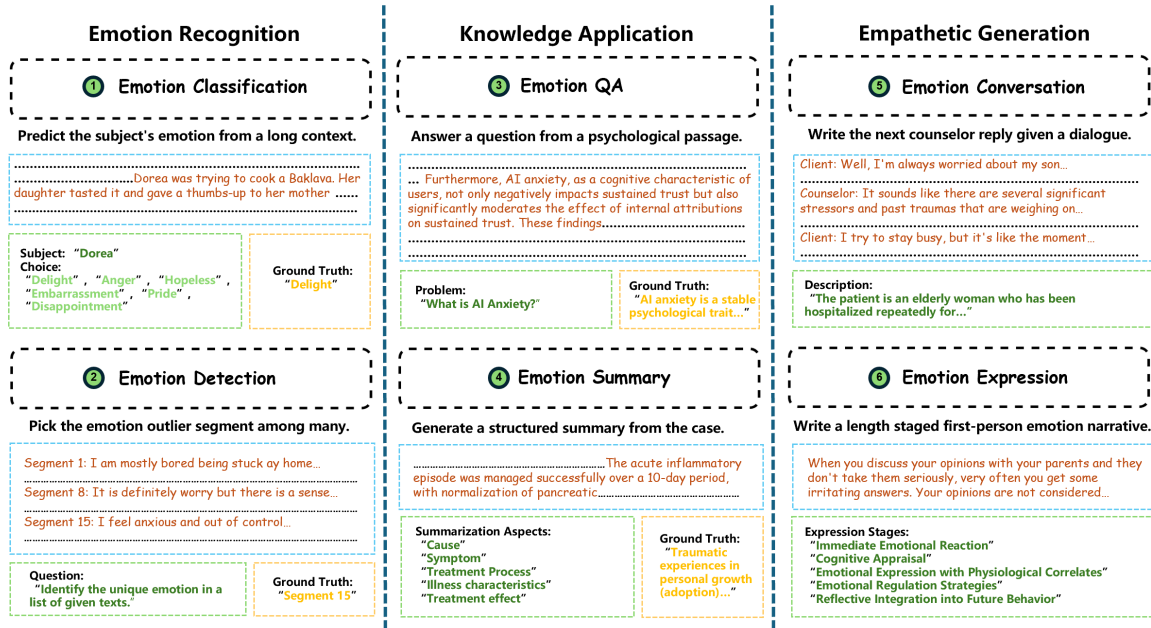 Emotion Recognition
1 Emotion Classification
Predict the subject's emotion from a long context.
Dorea was trying to cook a Baklava. Her
daughter tasted it and gave a thumbs-up to her mother ......
Subject: "Dorea"
Choice:
"Delight" , "Anger" , "Hopeless" ,
"Embarrassment" , "Pride" ,
"Disappointment"
Ground Truth:
"Delight"
2 Emotion Detection
Pick the emotion outlier segment among many.
Segment 1: I am mostly bored being stuck ay home...
Segment 8: It is definitely worry but there is a sense...
Segment 15: I feel anxious and out of control...
Question:
"Identify the unique emotion in a
list of given texts."
Ground Truth:
"Segment 15"
Knowledge Application
3 Emotion QA
Answer a question from a psychological passage.
... Furthermore, AI anxiety, as a cognitive characteristic of
users, not only negatively impacts sustained trust but also
significantly moderates the effect of internal attributions
on sustained trust. These findings
Problem:
"What is AI Anxiety?"
Ground Truth:
"AI anxiety is a stable
psychological trait..."
4 Emotion Summary
Generate a structured summary from the case.
The acute inflammatory
episode was managed successfully over a 10-day period,
with normalization of pancreatic
Summarization Aspects:
"Cause"
"Symptom"
"Treatment Process"
"Illness characteristics"
"Treatment effect"
Ground Truth:
"Traumatic
experiences in
personal growth
(adoption)..."
Empathetic Generation
5 Emotion Conversation
Write the next counselor reply given a dialogue.
Client: Well, I'm always worried about my son...
Counselor: It sounds like there are several significant
stressors and past traumas that are weighing on...
Client: I try to stay busy, but it's like the moment...
Description:
"The patient is an elderly woman who has been
hospitalized repeatedly for..."
6 Emotion Expression
Write a length staged first-person emotion narrative.
When you discuss your opinions with your parents and they
don't take them seriously, very often you get some
irritating answers. Your opinions are not considered...
Expression Stages:
"Immediate Emotional Reaction"
"Cognitive Appraisal"
"Emotional Expression with Physiological Correlates"
"Emotional Regulation Strategies"
"Reflective Integration into Future Behavior"